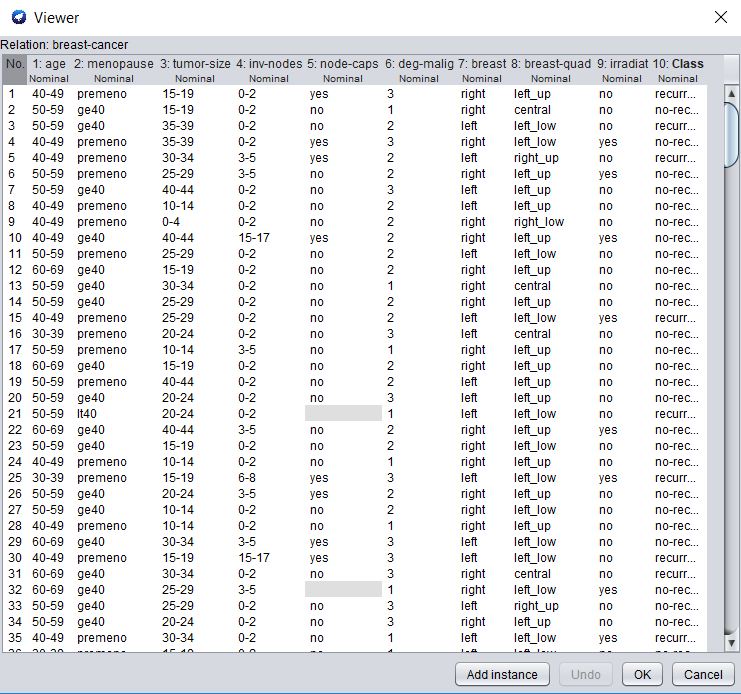 Viewer
Relation: breast-cancer
No. 1: age 2: menopause 3: tumor-size 4: inv-nodes 5: node-caps 6: deg-malig 7: breast 8: breast-quad 9: irradiat 10: Class
Nominal Nominal Nominal Nominal Nominal Nominal Nominal Nominal Nominal Nominal
1 40-49 premeno 15-19 0-2 yes 3 right left_up no recurr...
2 50-59 ge40 15-19 0-2 no 1 right central no no-rec...
3 50-59 ge40 35-39 0-2 no 2 left left_low no recurr...
4 40-49 premeno 35-39 0-2 yes 3 right left_low yes no-rec...
5 40-49 premeno 30-34 3-5 yes 2 left right_up no recurr...
6 50-59 premeno 25-29 3-5 no 2 right left_up yes no-rec...
7 50-59 ge40 40-44 0-2 no 3 left left_up no no-rec...
8 40-49 premeno 10-14 0-2 no 2 left left_up no no-rec...
9 40-49 premeno 0-4 0-2 no 2 right right_low no no-rec...
10 40-49 ge40 40-44 15-17 yes 2 right left_up yes no-rec...
11 50-59 premeno 25-29 0-2 no 2 left left_low no no-rec...
12 60-69 ge40 15-19 0-2 no 2 right left_up no no-rec...
13 50-59 ge40 30-34 0-2 no 1 right central no no-rec...
14 50-59 ge40 25-29 0-2 no 2 right left_up no no-rec...
15 40-49 premeno 25-29 0-2 no 2 left left_low yes recurr...
16 30-39 premeno 20-24 0-2 no 3 left central no no-rec...
17 50-59 premeno 10-14 3-5 no 1 right left_up no no-rec...
18 60-69 ge40 15-19 0-2 no 2 right left_up no no-rec...
19 50-59 premeno 40-44 0-2 no 2 left left_up no no-rec...
20 50-59 ge40 20-24 0-2 no 3 left left_up no no-rec...
21 50-59 lt40 20-24 0-2 1 left left_low no recurr...
22 60-69 ge40 40-44 3-5 no 2 right left_up yes no-rec...
23 50-59 ge40 15-19 0-2 no 2 right left_low no no-rec...
24 40-49 premeno 10-14 0-2 no 1 right left_up no no-rec...
25 30-39 premeno 15-19 6-8 yes 3 left left_low yes recurr...
26 50-59 ge40 20-24 3-5 yes 2 right left_up no no-rec...
27 50-59 ge40 10-14 0-2 no 2 right left_low no no-rec...
28 40-49 premeno 10-14 0-2 no 1 right left_up no no-rec...
29 60-69 ge40 30-34 3-5 yes 3 left left_low no no-rec...
30 40-49 premeno 15-19 15-17 yes 3 left left_low no recurr...
31 60-69 ge40 30-34 0-2 no 3 right central no recurr...
32 60-69 ge40 25-29 3-5 1 right left_low yes no-rec...
33 50-59 ge40 25-29 0-2 no 3 left right_up no no-rec...
34 50-59 ge40 20-24 0-2 no 3 right left_up no no-rec...
35 40-49 premeno 30-34 0-2 no 1 left left_low yes recurr...
Add instance Undo OK Cancel